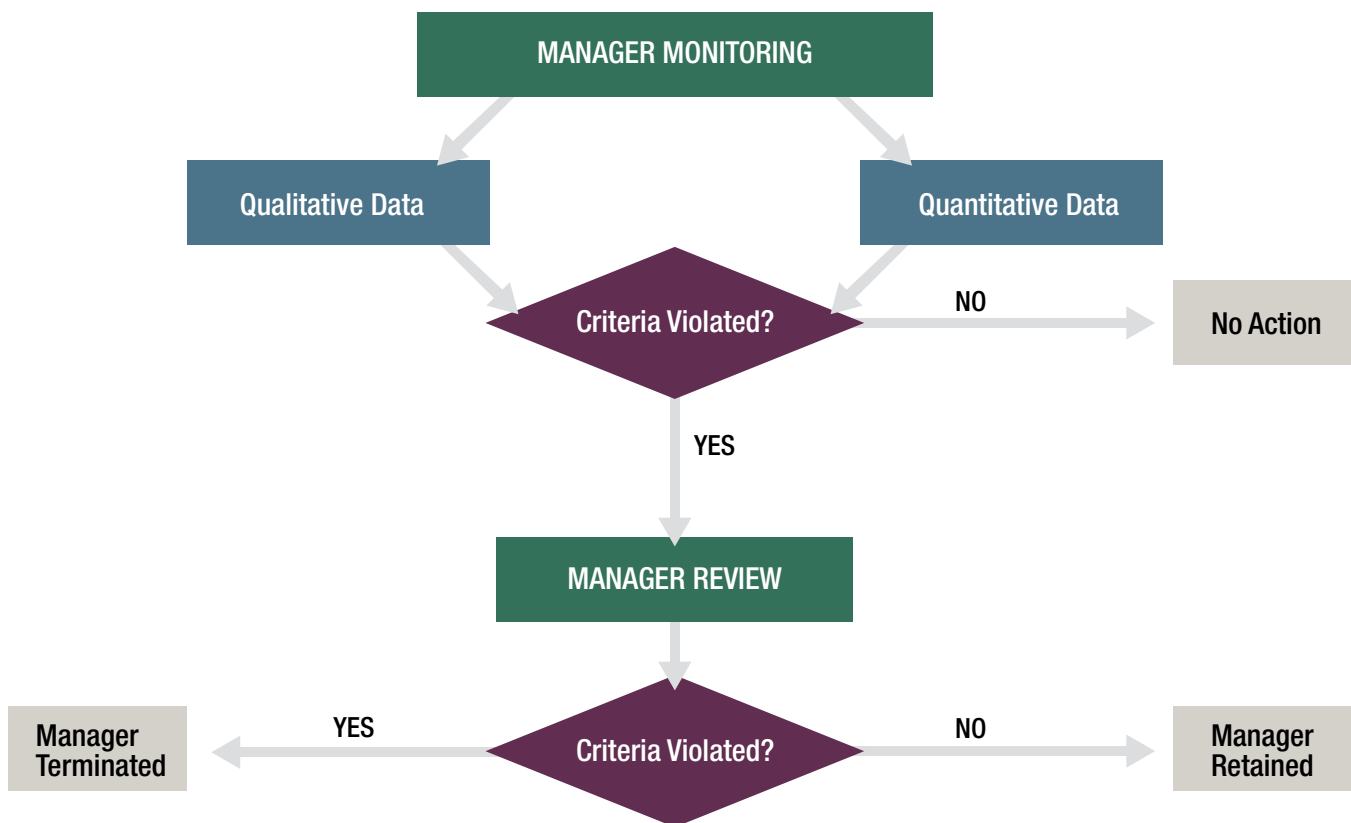 MANAGER MONITORING
Qualitative Data
Quantitative Data
Criteria Violated?
NO
No Action
YES
MANAGER REVIEW
Manager
Terminated
YES
Criteria Violated?
NO
Manager
Retained